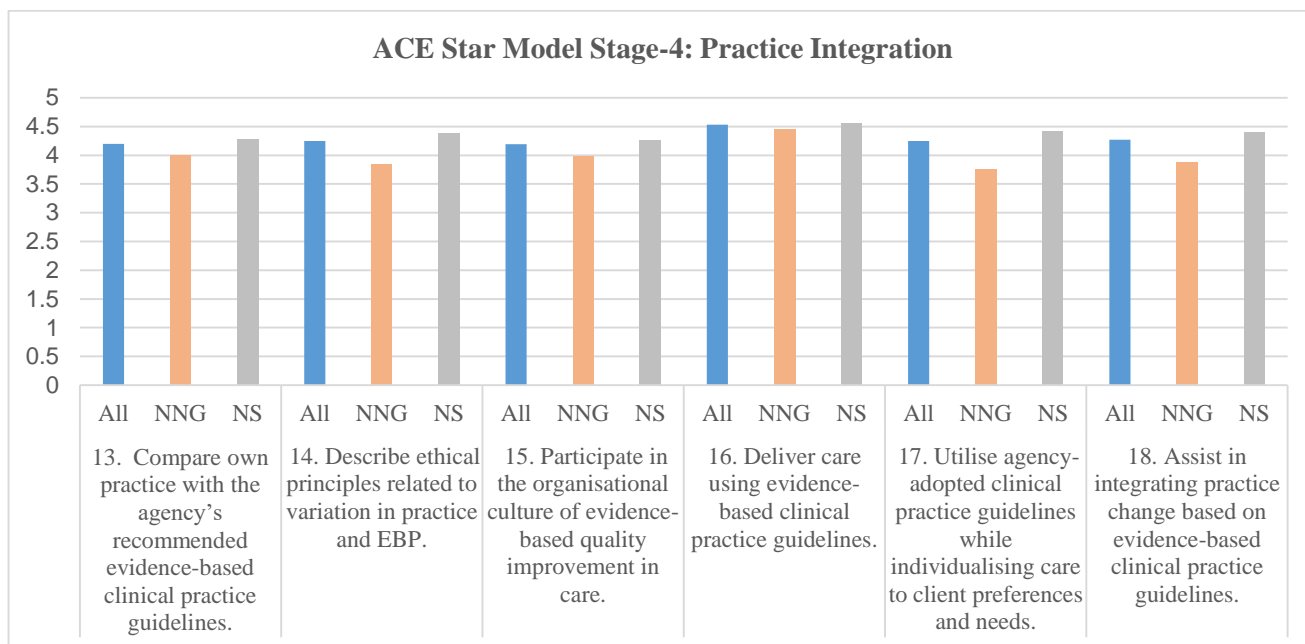 ACE Star Model Stage-4: Practice Integration
5
4.5
4
3.5
3
2.5
2
1.5
1
0.5
0
All NNG NS All NNG NS All NNG NS All NNG NS All NNG NS All NNG NS
13. Compare own
practice with the
agency’s
recommended
evidence-based
clinical practice
guidelines.
14. Describe ethical
principles related to
variation in practice
and EBP.
15. Participate in
the organisational
culture of evidence-
based quality
improvement in
care.
16. Deliver care
using evidence-
based clinical
practice guidelines.
17. Utilise agency-
adopted clinical
practice guidelines
while
individualising care
to client preferences
and needs.
18. Assist in
integrating practice
change based on
evidence-based
clinical practice
guidelines.